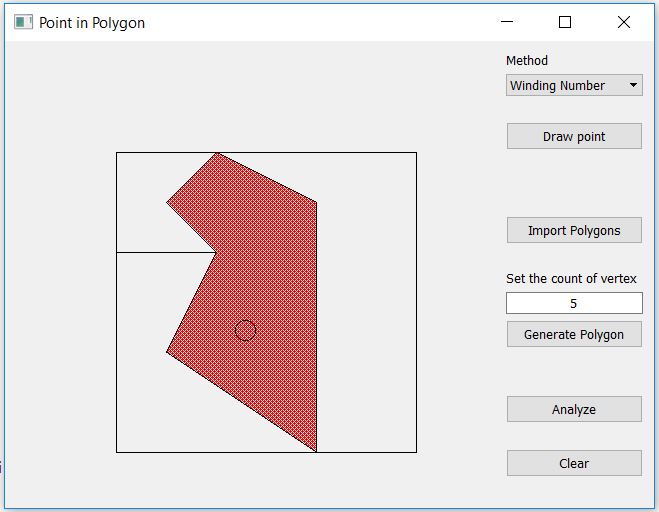 Point in Polygon
Method
Winding Number
Draw point
Import Polygons
Set the count of vertex
5
Generate Polygon
Analyze
Clear